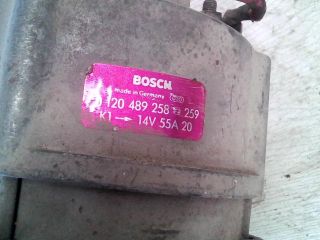 BOSCH
made in Germany
120 489 258 259
K1 → 14V 55A 20